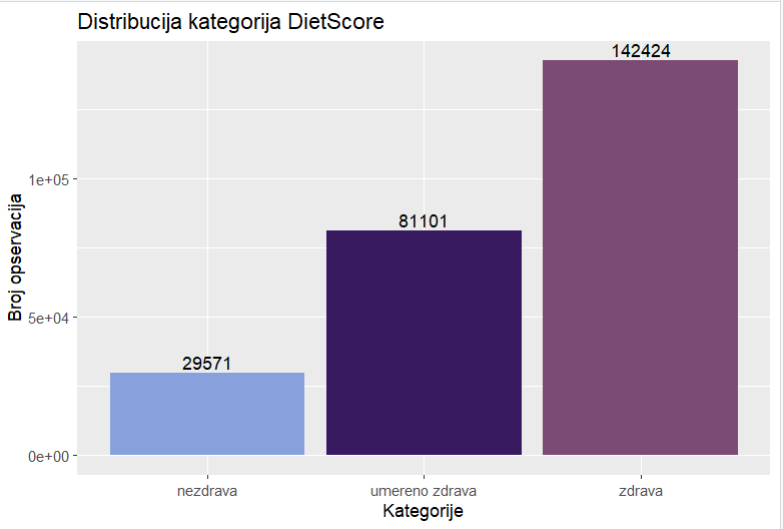 Distribucija kategorija DietScore
142424
1e+05
81101
Broj opservacija
5e+04
29571
0e+00
nezdrava umereno zdrava zdrava
Kategorije